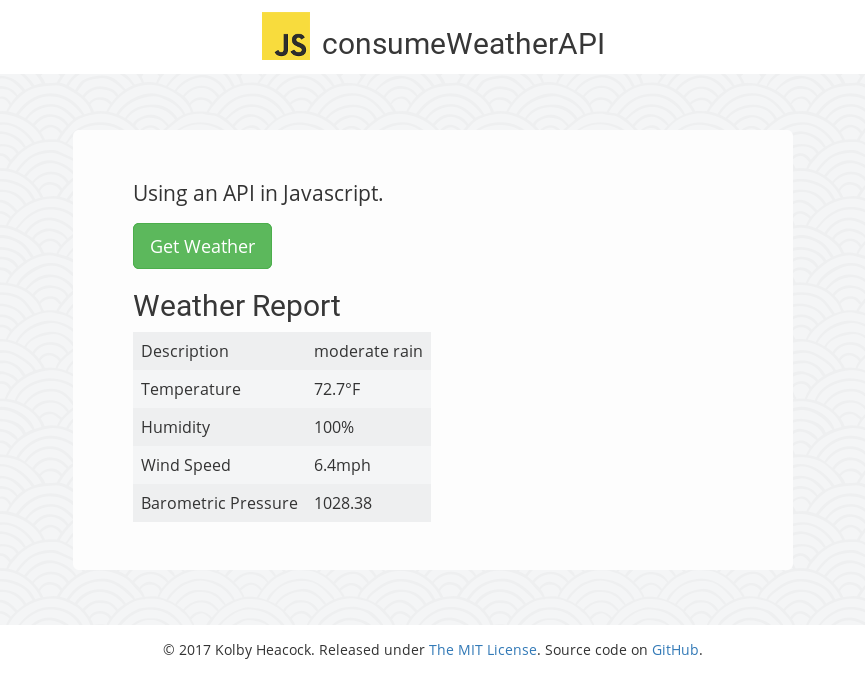 JS consumeWeatherAPI
Using an API in Javascript.
Get Weather
Weather Report
Description moderate rain
Temperature 72.7°F
Humidity 100%
Wind Speed 6.4mph
Barometric Pressure 1028.38
© 2017 Kolby Heacock. Released under The MIT License. Source code on GitHub.